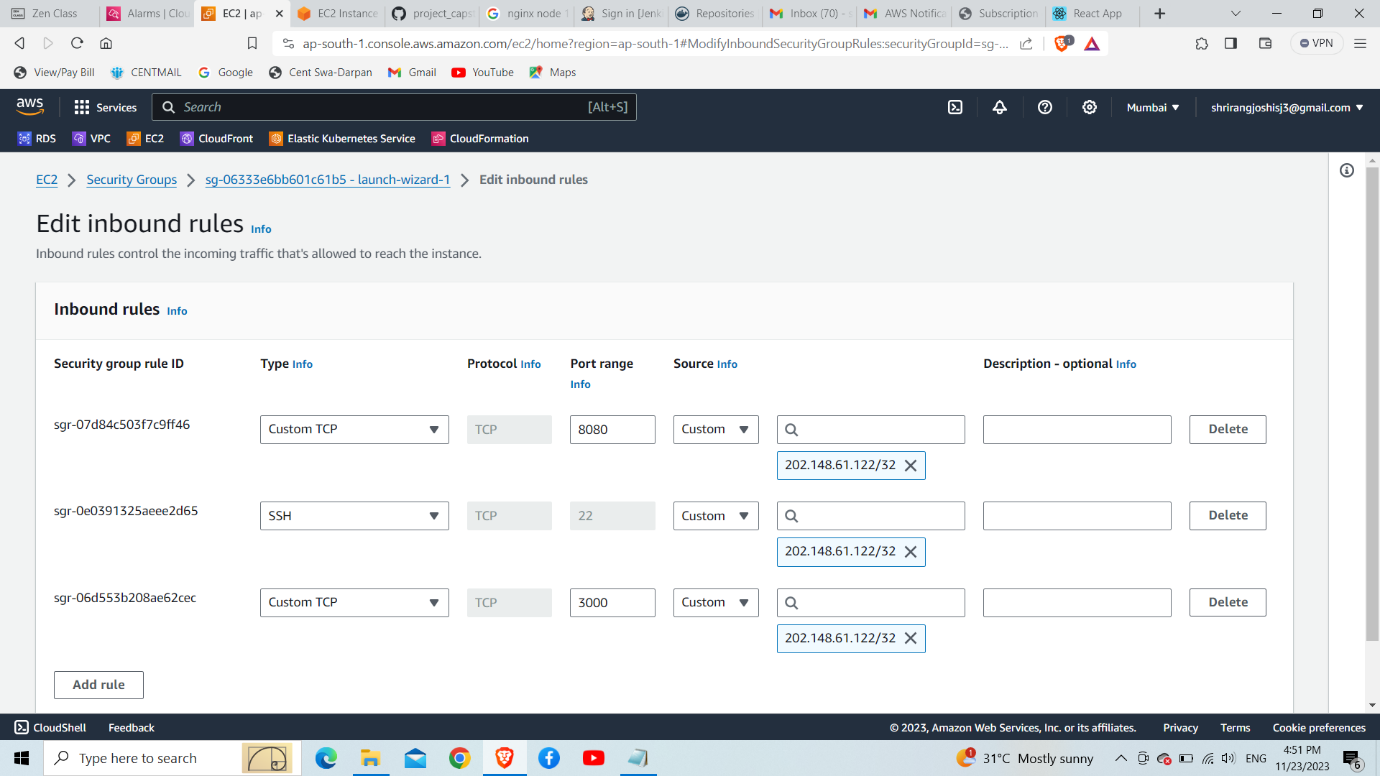 Zen Class
Alarms | Clou
EC2 | ap
EC2 Instance
project_caps
nginx node 1
Sign in [Jenk
Repositories
Inbox (70) - s
AWS Notifica
Subscription
React App
ap-south-1.console.aws.amazon.com/ec2/home?region=ap-south-1#ModifyInboundSecurityGroupRules:securityGroupId=sg-...
1
VPN
View/Pay Bill
CENTMAIL
Google
Cent Swa-Darpan
Gmail
YouTube
Maps
aws
Services
Search
[Alt+S]
Mumbai
shrirangjoshisj3@gmail.com
RDS
VPC
EC2
CloudFront
Elastic Kubernetes Service
CloudFormation
EC2 > Security Groups > sg-06333e6bb601c61b5 - launch-wizard-1 > Edit inbound rules
Edit inbound rules Info
Inbound rules control the incoming traffic that's allowed to reach the instance.
Inbound rules Info
Security group rule ID
Type Info
Protocol Info
Port range
Info
Source Info
Description - optional Info
sgr-07d84c503f7c9ff46
Custom TCP
TCP
8080
Custom
Delete
202.148.61.122/32
sgr-0e0391325aeee2d65
SSH
TCP
22
Custom
Delete
202.148.61.122/32
sgr-06d553b208ae62cec
Custom TCP
TCP
3000
Custom
Delete
202.148.61.122/32
Add rule
CloudShell
Feedback
© 2023, Amazon Web Services, Inc. or its affiliates.
Privacy
Terms
Cookie preferences
Type here to search
1
31°C Mostly sunny
ENG
4:51 PM
11/23/2023
6